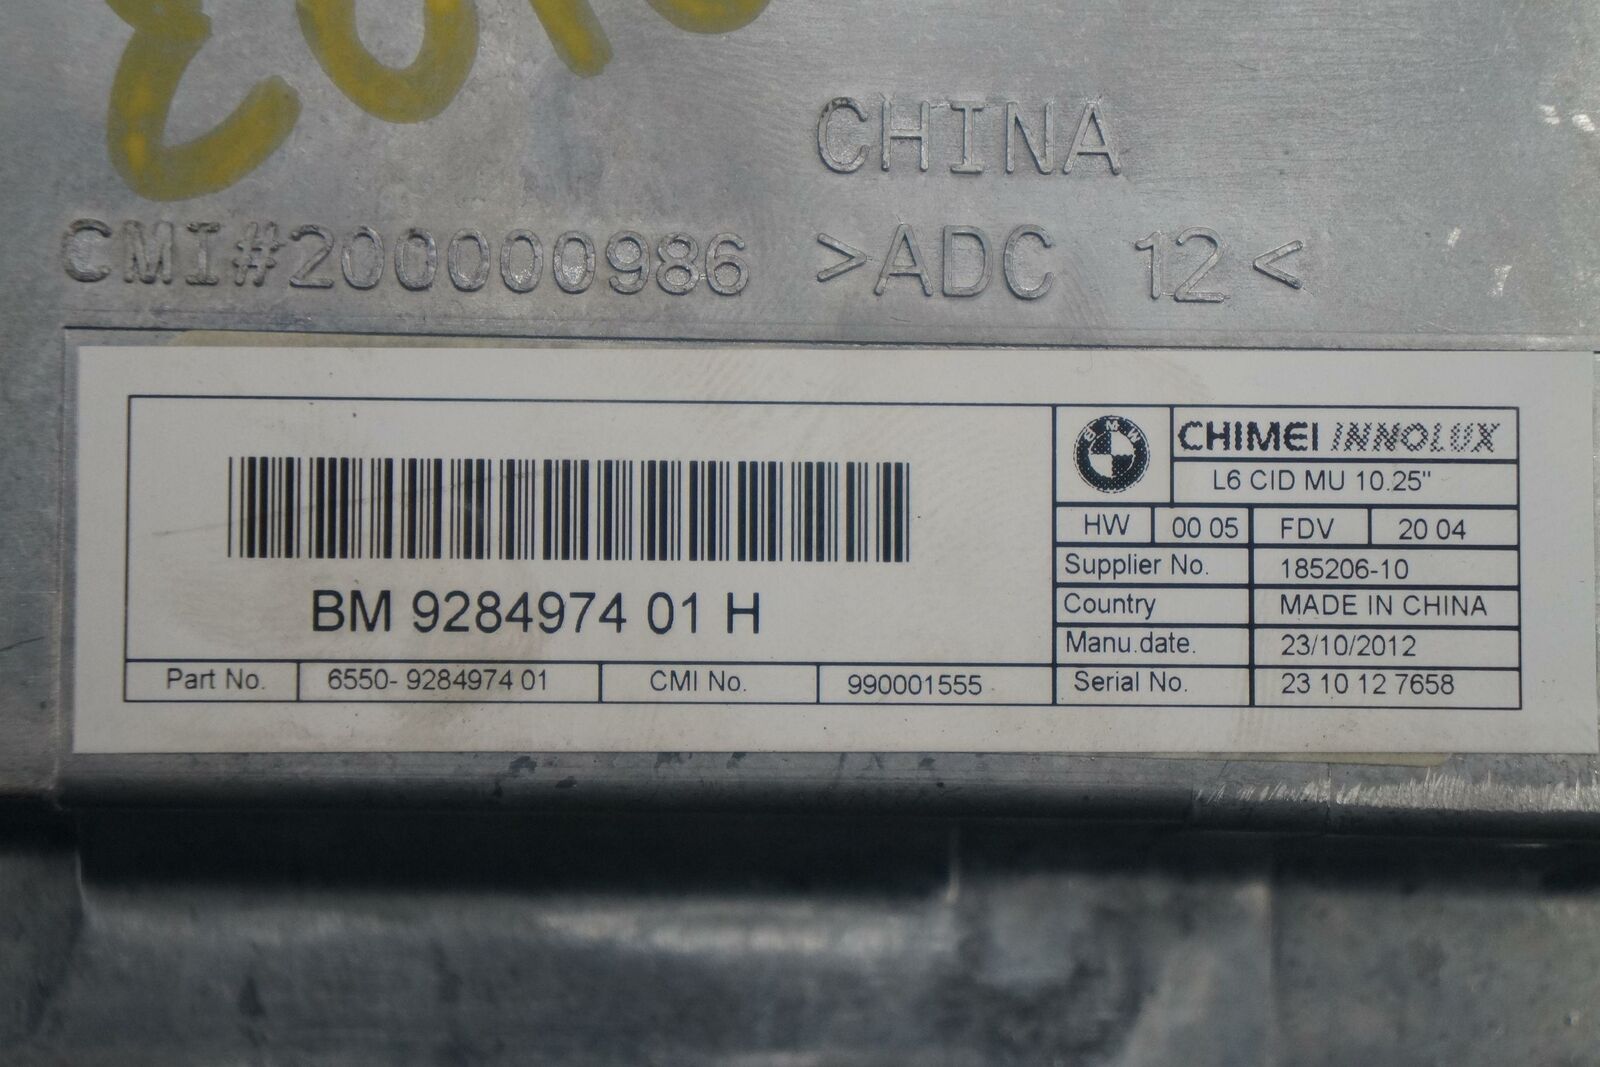 CHINA
CMI#2000000986 >ADC 12<
BMW CHIMEI INNOLUX
L6 CID MU 10.25"
HW 00 05 FDV 20 04
Supplier No. 185206-10
Country MADE IN CHINA
Manu.date. 23/10/2012
Serial No. 23 10 12 7658
BM 9284974 01 H
Part No. 6550- 9284974 01 CMI No. 990001555